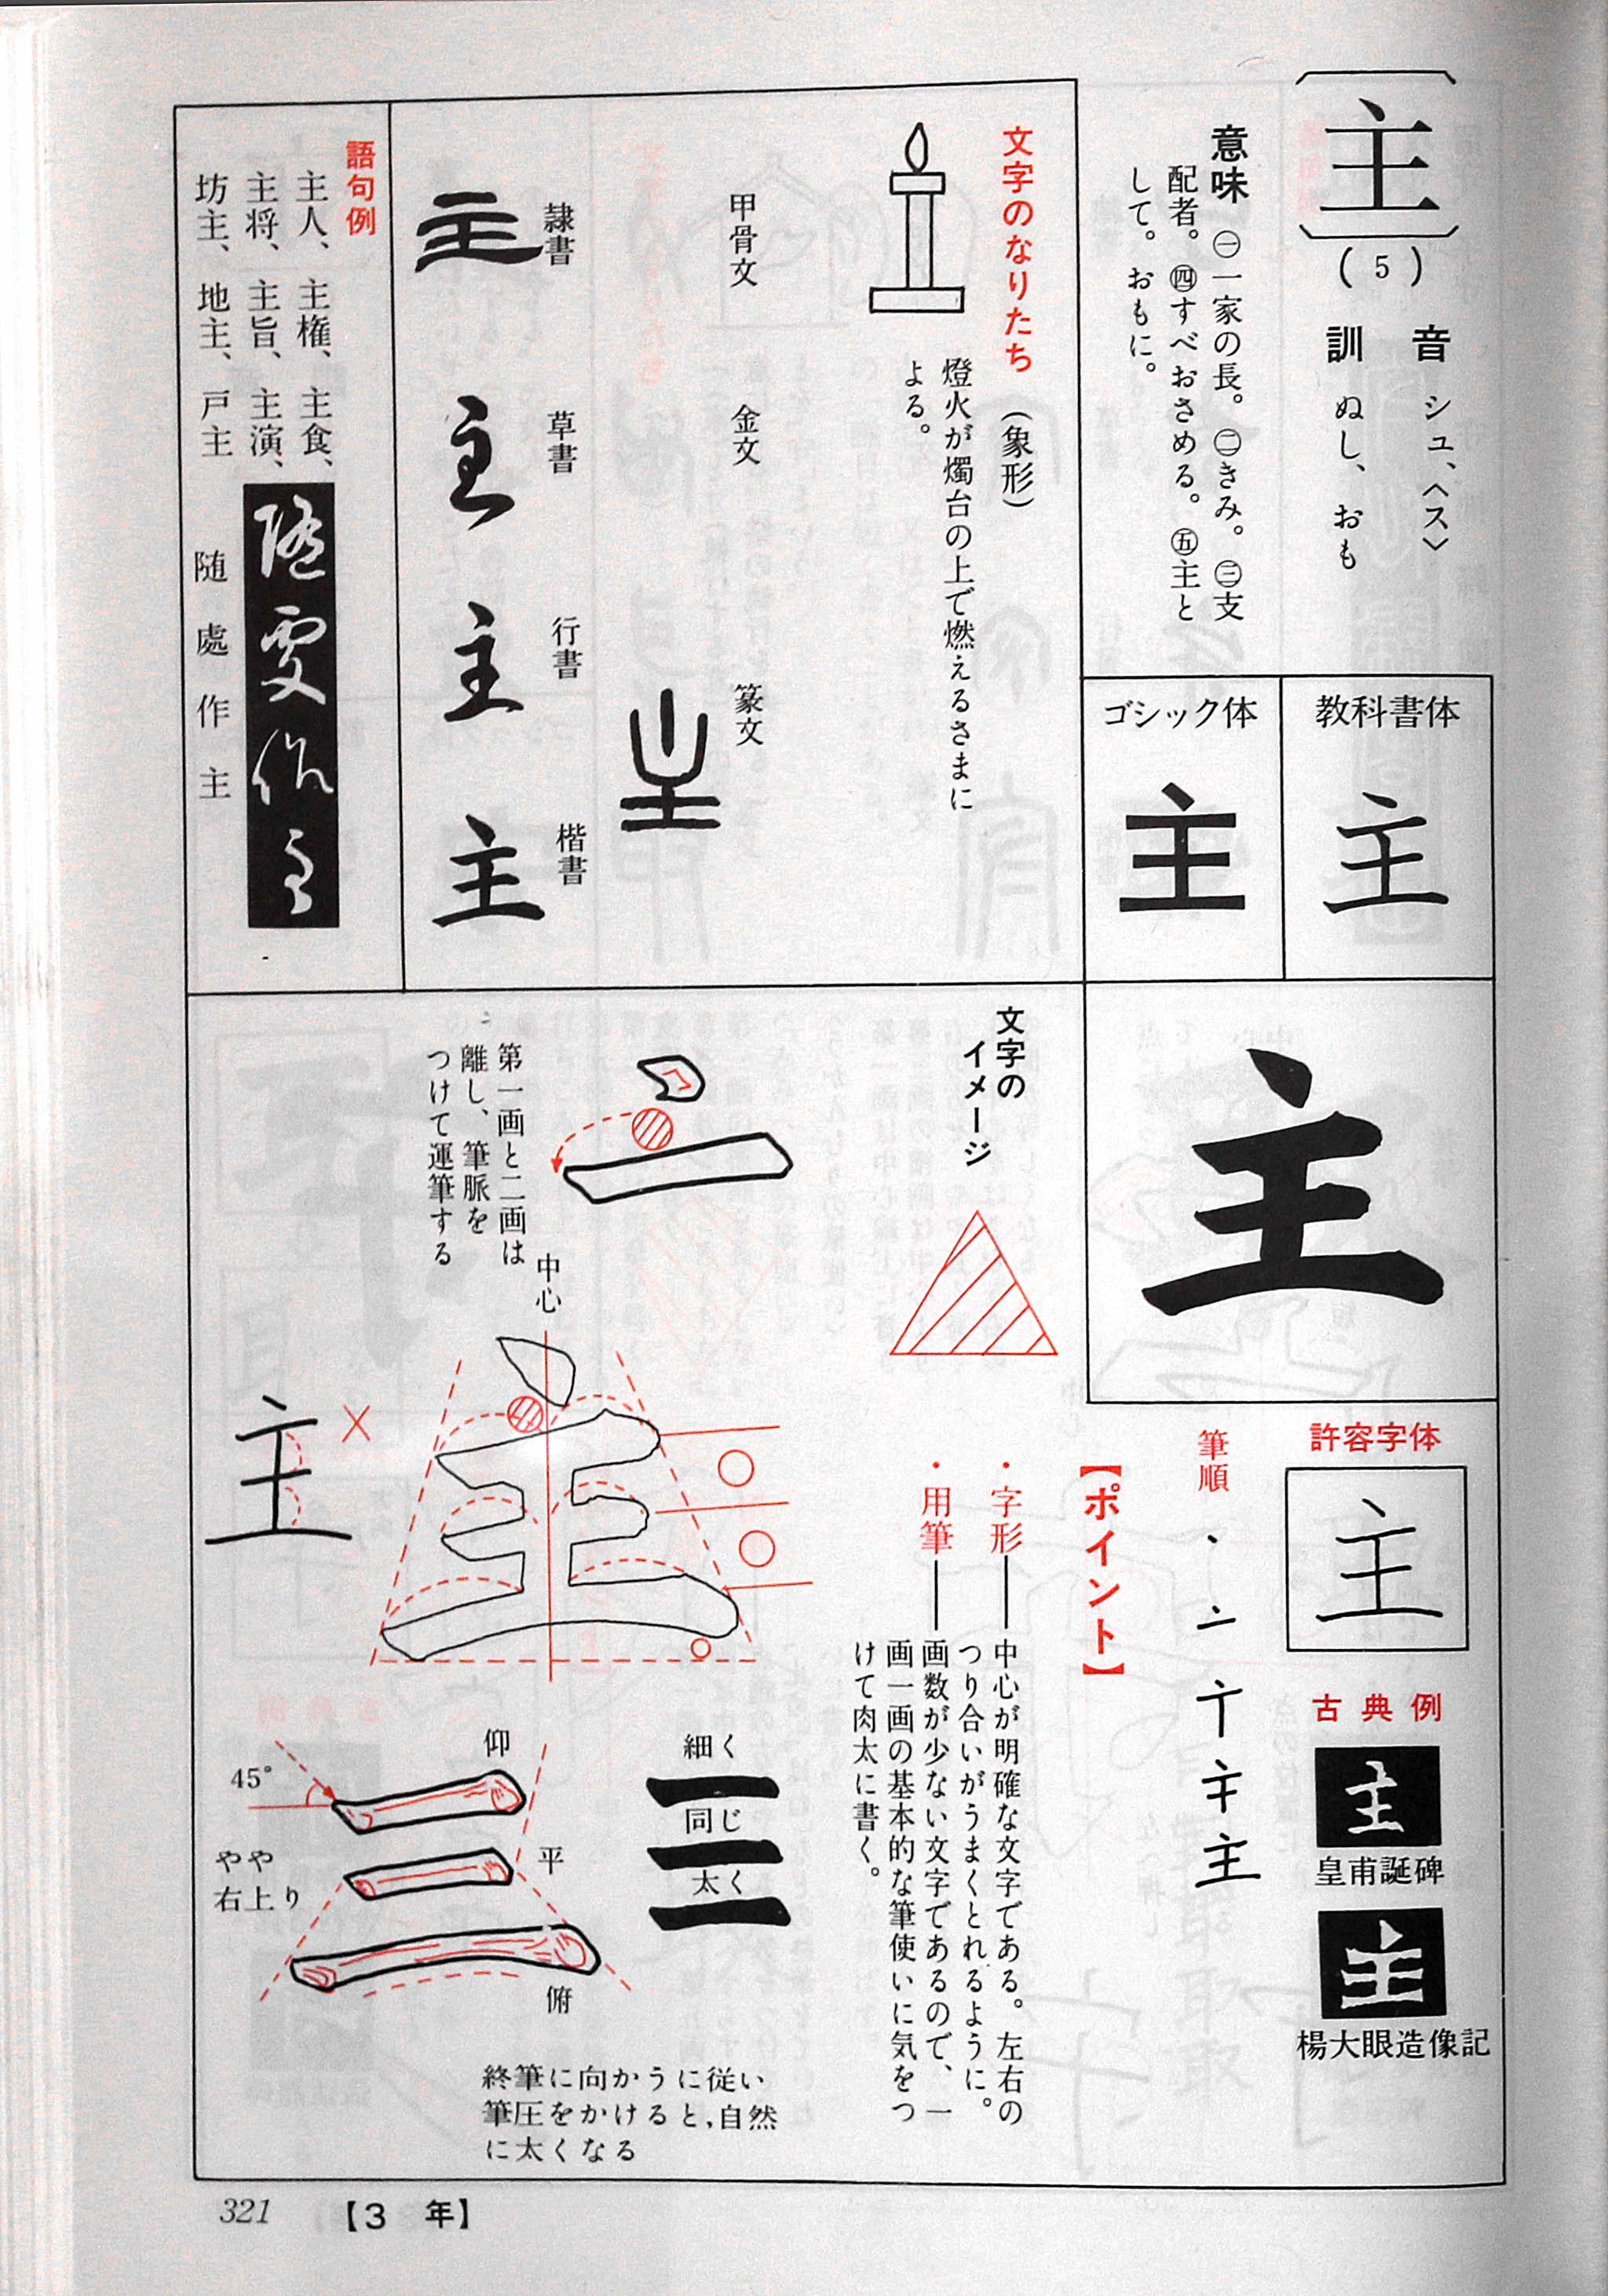 主
(5)
音 シュ、〈ス〉
訓 ぬし、おも
意味 ㊀一家の長。㊁きみ。㊂支
配者。㊃すべおさめる。㊄主と
して。おもに。
教科書体
主
ゴシック体
主
文字のなりたち (象形)
燈火が燭台の上で燃えるさまに
よる。
甲骨文
金文
篆文
隷書
主
草書
主
行書
主
楷書
主
語句例
主人、主権、主食、
主将、主旨、主演、
坊主、地主、戸主
随處作主
主
許容字体
主
古典例
主
皇甫誕碑
主
楊大眼造像記
筆順
主
【ポイント】
・字形――中心が明確な文字である。左右の
つり合いがうまくとれるように。
・用筆――画数が少ない文字であるので、一
画一画の基本的な筆使いに気をつ
けて肉太に書く。
文字の
イメージ
第一画と二画は
離し、筆脈を
つけて運筆する
中心
主
細く
同じ
太く
仰
45°
平
やや
右上り
俯
終筆に向かうに従い
筆圧をかけると,自然
に太くなる
321 【3 年】